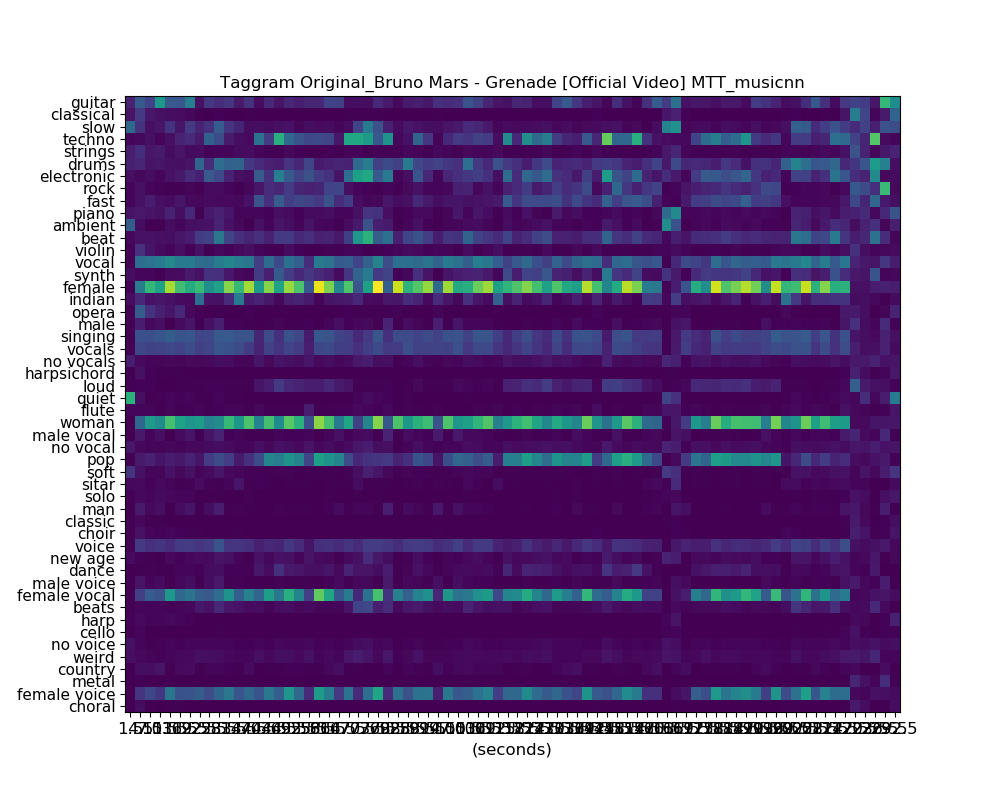 Taggram Original_Bruno Mars - Grenade [Official Video] MTT_musicnn
guitar
classical
slow
techno
strings
drums
electronic
rock
fast
piano
ambient
beat
violin
vocal
synth
female
indian
opera
male
singing
vocals
no vocals
harpsichord
loud
quiet
flute
woman
male vocal
no vocal
pop
soft
sitar
solo
man
classic
choir
voice
new age
dance
male voice
female vocal
beats
harp
cello
no voice
weird
country
metal
female voice
choral
(seconds)